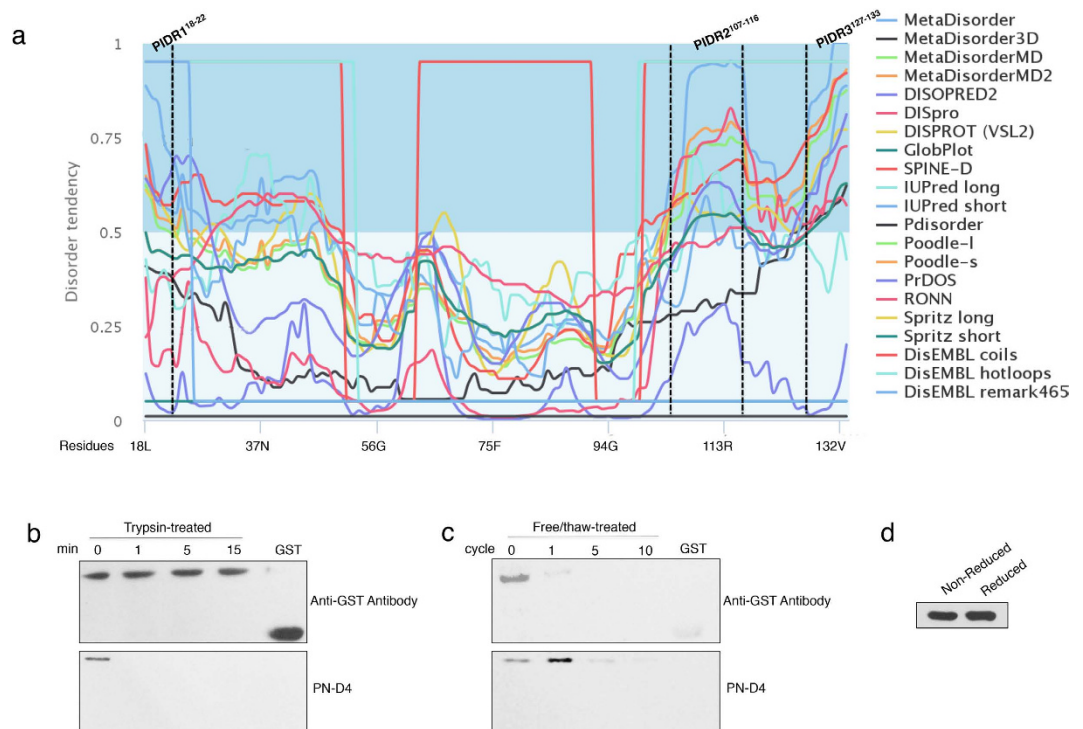 a
PIDR1¹⁸⁻²²
PIDR2¹⁰⁷⁻¹¹⁶
PIDR3¹²⁷⁻¹³³
1
0.75
0.5
0.25
0
Disorder tendency
Residues 18L 37N 56G 75F 94G 113R 132V
MetaDisorder
MetaDisorder3D
MetaDisorderMD
MetaDisorderMD2
DISOPRED2
DISpro
DISPROT (VSL2)
GlobPlot
SPINE-D
IUPred long
IUPred short
Pdisorder
Poodle-l
Poodle-s
PrDOS
RONN
Spritz long
Spritz short
DisEMBL coils
DisEMBL hotloops
DisEMBL remark465
b
Trypsin-treated
min 0 1 5 15 GST
Anti-GST Antibody
PN-D4
c
Free/thaw-treated
cycle 0 1 5 10 GST
Anti-GST Antibody
PN-D4
d
Non-Reduced
Reduced